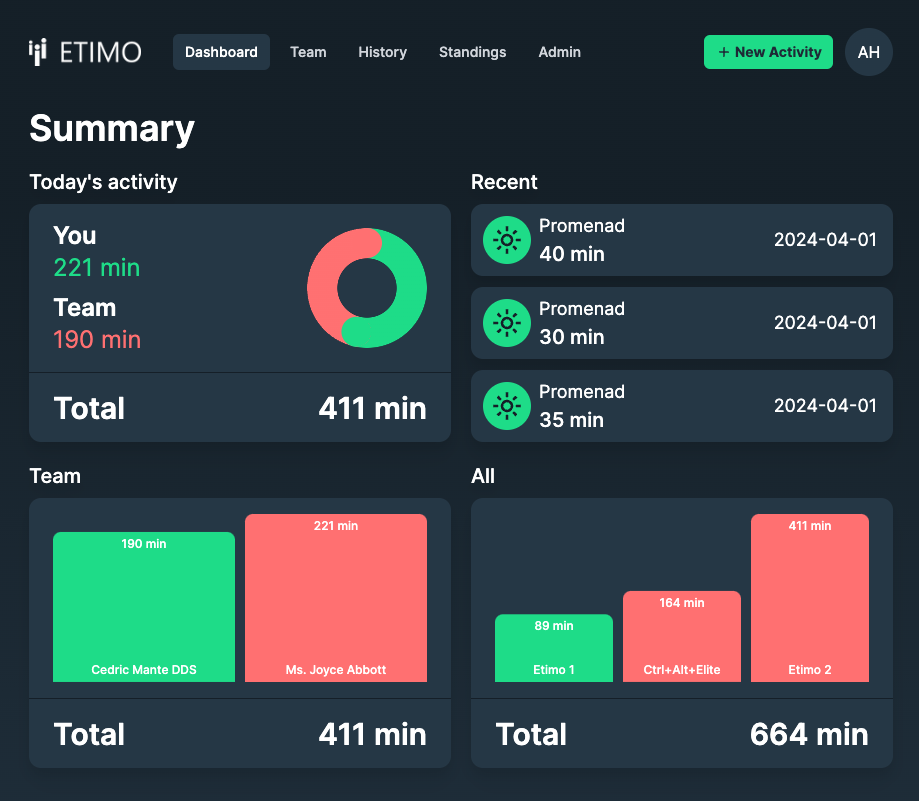 ETIMO
Dashboard
Team
History
Standings
Admin
+ New Activity
AH
Summary
Today's activity
You
221 min
Team
190 min
Total 411 min
Recent
Promenad
40 min
2024-04-01
Promenad
30 min
2024-04-01
Promenad
35 min
2024-04-01
Team
190 min
Cedric Mante DDS
221 min
Ms. Joyce Abbott
Total 411 min
All
89 min
Etimo 1
164 min
Ctrl+Alt+Elite
411 min
Etimo 2
Total 664 min